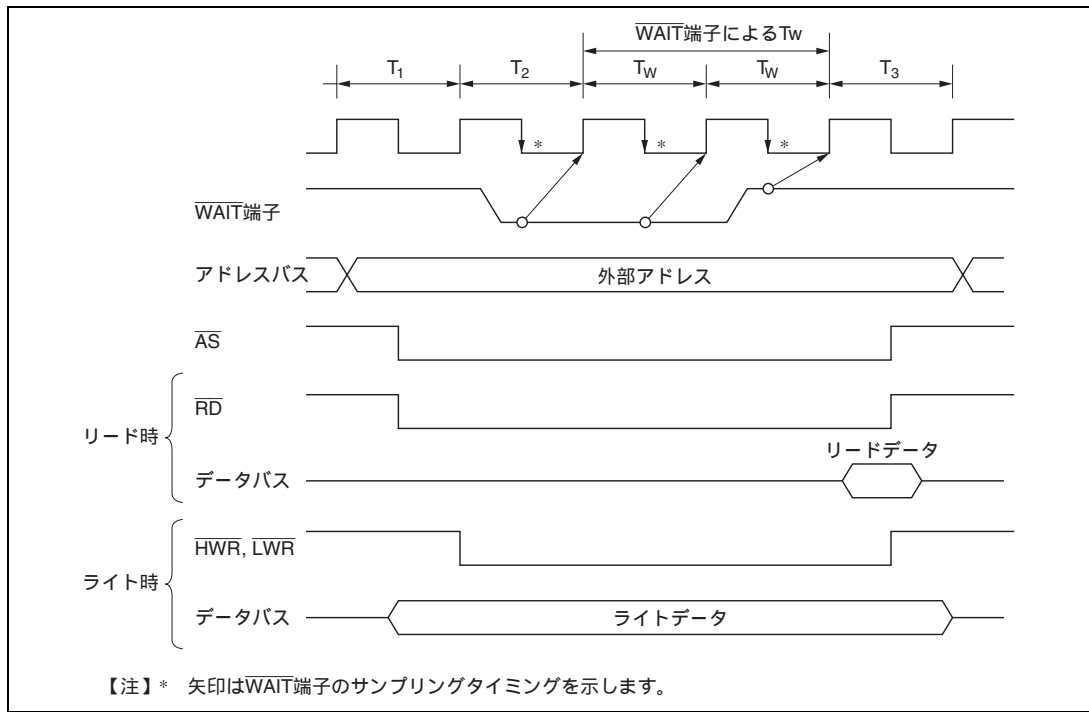 WAIT端子によるTw
T₁ T₂ Tw Tw T₃
* * *
WAIT端子
アドレスバス 外部アドレス
AS
リード時
RD
データバス リードデータ
ライト時
HWR, LWR
データバス ライトデータ
【注】* 矢印はWAIT端子のサンプリングタイミングを示します。